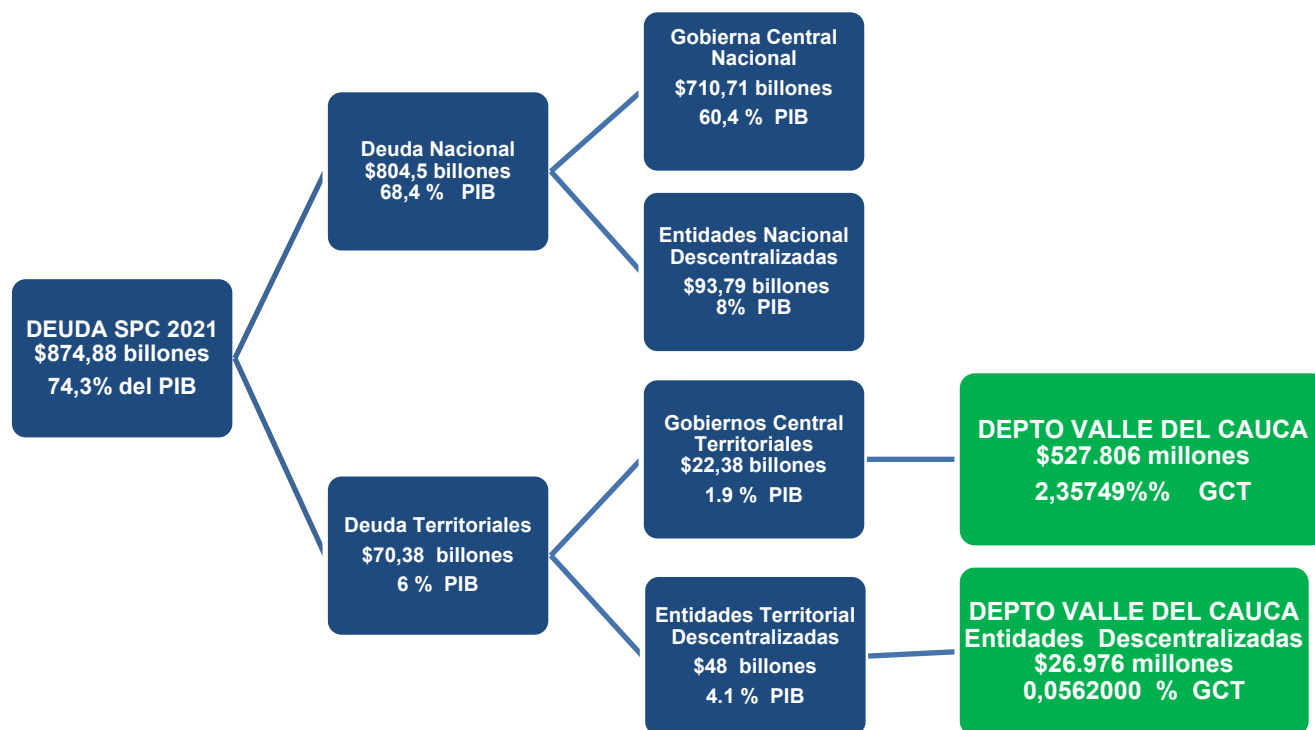 DEUDA SPC 2021
$874,88 billones
74,3% del PIB
Deuda Nacional
$804,5 billones
68,4 % PIB
Gobierna Central
Nacional
$710,71 billones
60,4 % PIB
Entidades Nacional
Descentralizadas
$93,79 billones
8% PIB
Deuda Territoriales
$70,38 billones
6 % PIB
Gobiernos Central
Territoriales
$22,38 billones
1.9 % PIB
DEPTO VALLE DEL CAUCA
$527.806 millones
2,35749%% GCT
Entidades Territorial
Descentralizadas
$48 billones
4.1 % PIB
DEPTO VALLE DEL CAUCA
Entidades Descentralizadas
$26.976 millones
0,0562000 % GCT